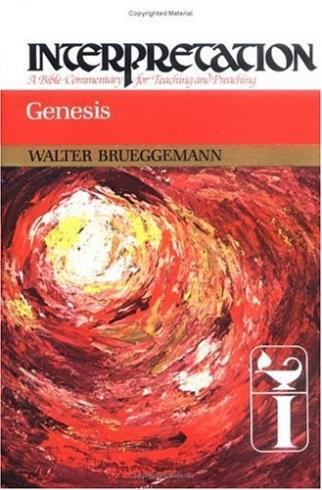 Copyrighted Material
INTERPRETATION
A Bible Commentary for Teaching and Preaching
Genesis
WALTER BRUEGGEMANN
I